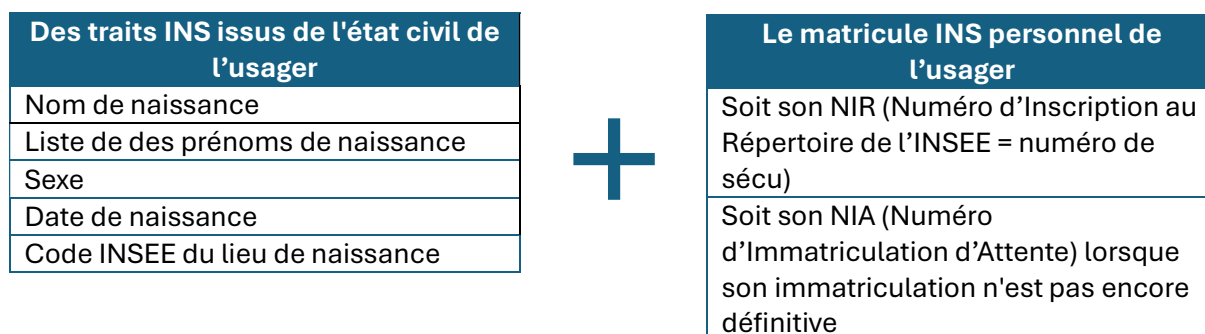 Des traits INS issus de l'état civil de
l’usager
Nom de naissance
Liste de des prénoms de naissance
Sexe
Date de naissance
Code INSEE du lieu de naissance
+
Le matricule INS personnel de
l’usager
Soit son NIR (Numéro d’Inscription au
Répertoire de l’INSEE = numéro de
sécu)
Soit son NIA (Numéro
d’Immatriculation d’Attente) lorsque
son immatriculation n'est pas encore
définitive